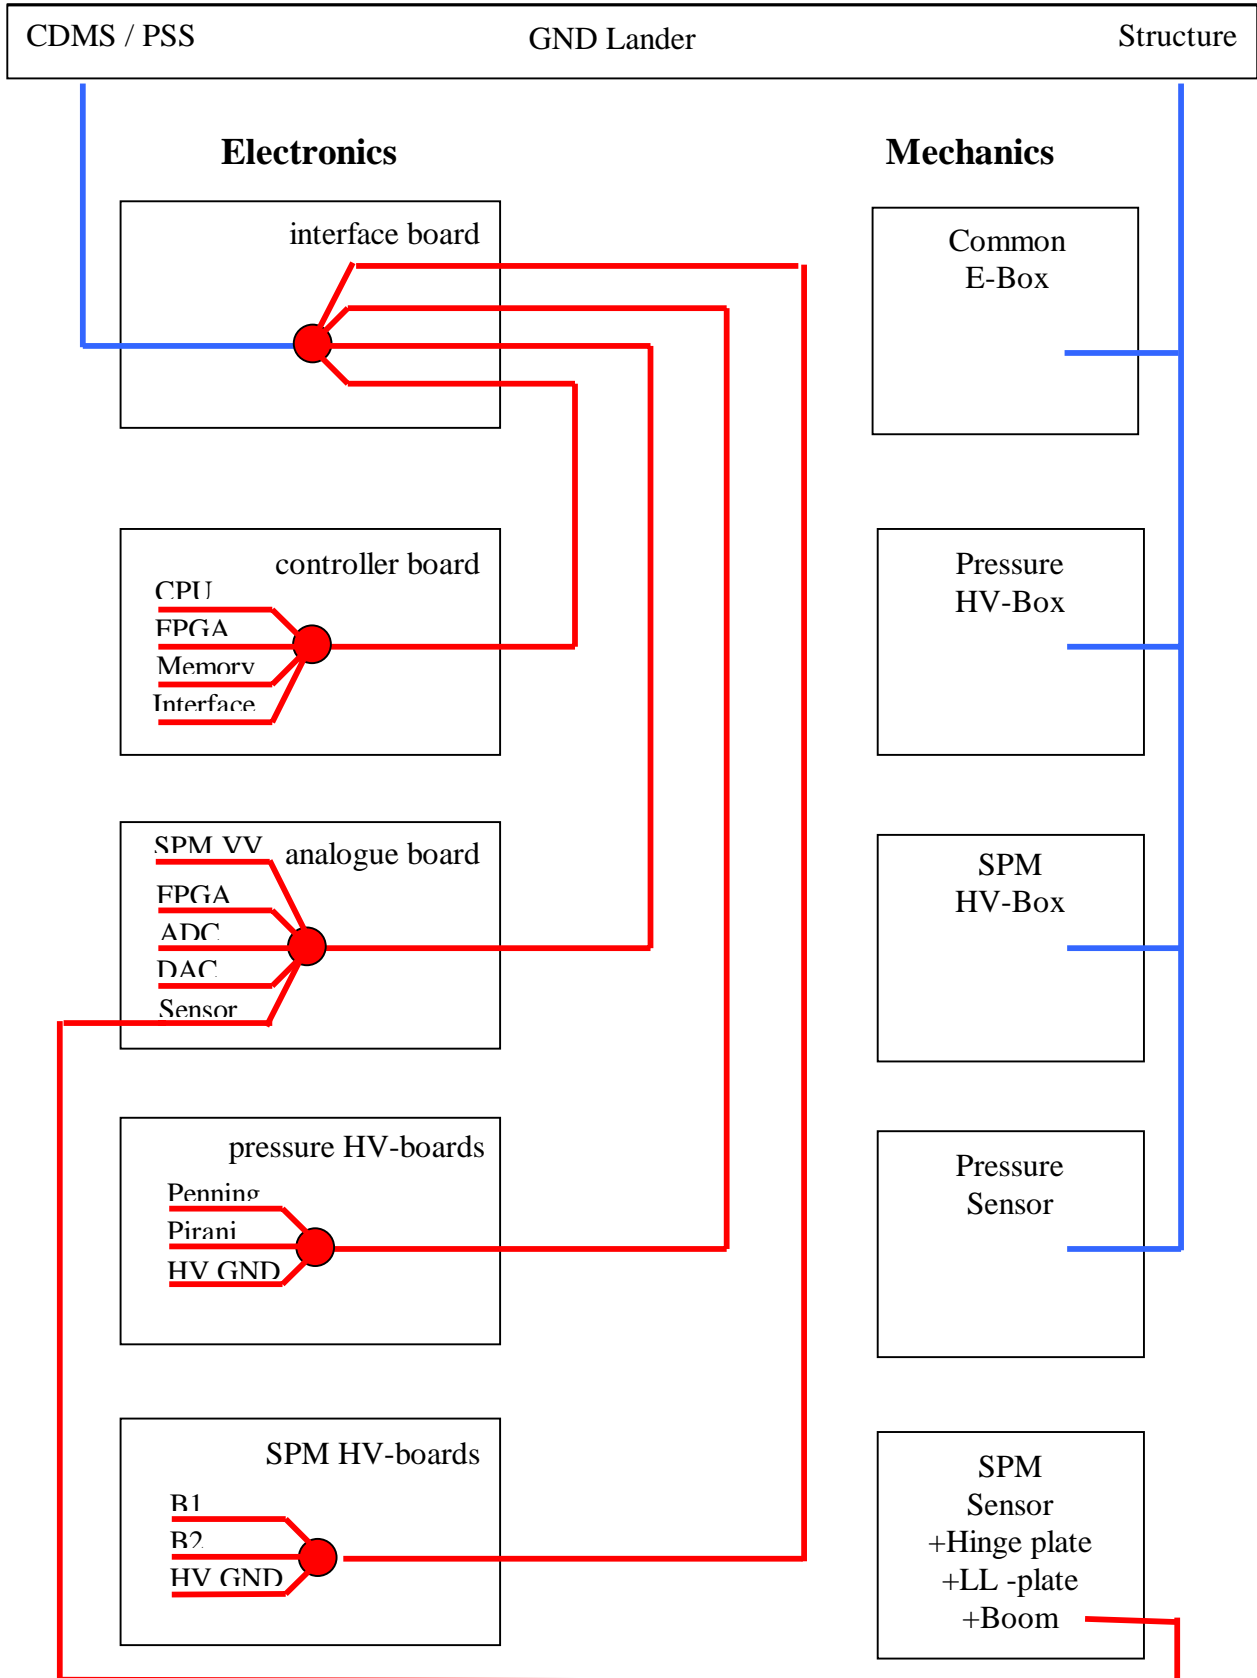 CDMS / PSS GND Lander Structure
Electronics
Mechanics
interface board
Common
E-Box
controller board
CPU
FPGA
Memory
Interface
Pressure
HV-Box
analogue board
SPM VV
FPGA
ADC
DAC
Sensor
SPM
HV-Box
pressure HV-boards
Penning
Pirani
HV GND
Pressure
Sensor
SPM HV-boards
B1
B2
HV GND
SPM
Sensor
+Hinge plate
+LL -plate
+Boom